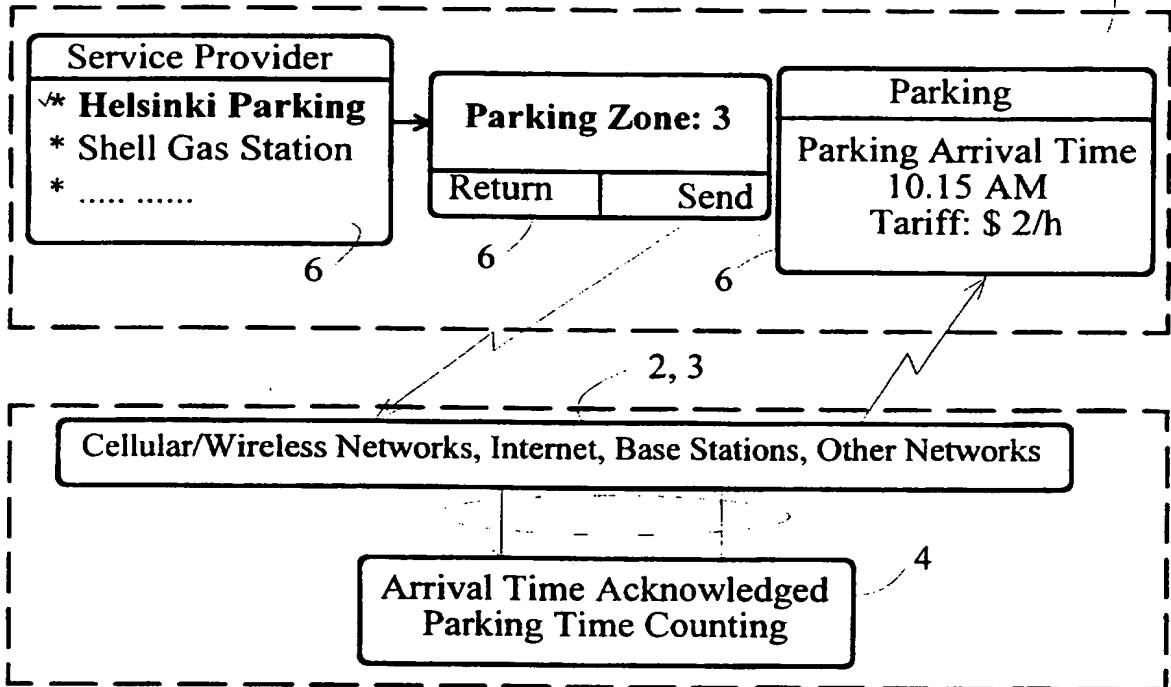 Service Provider
* Helsinki Parking
* Shell Gas Station
* ..... ......
6
Parking Zone: 3
Return
Send
6
Parking
Parking Arrival Time
10.15 AM
Tariff: $ 2/h
6
2, 3
Cellular/Wireless Networks, Internet, Base Stations, Other Networks
4
Arrival Time Acknowledged
Parking Time Counting